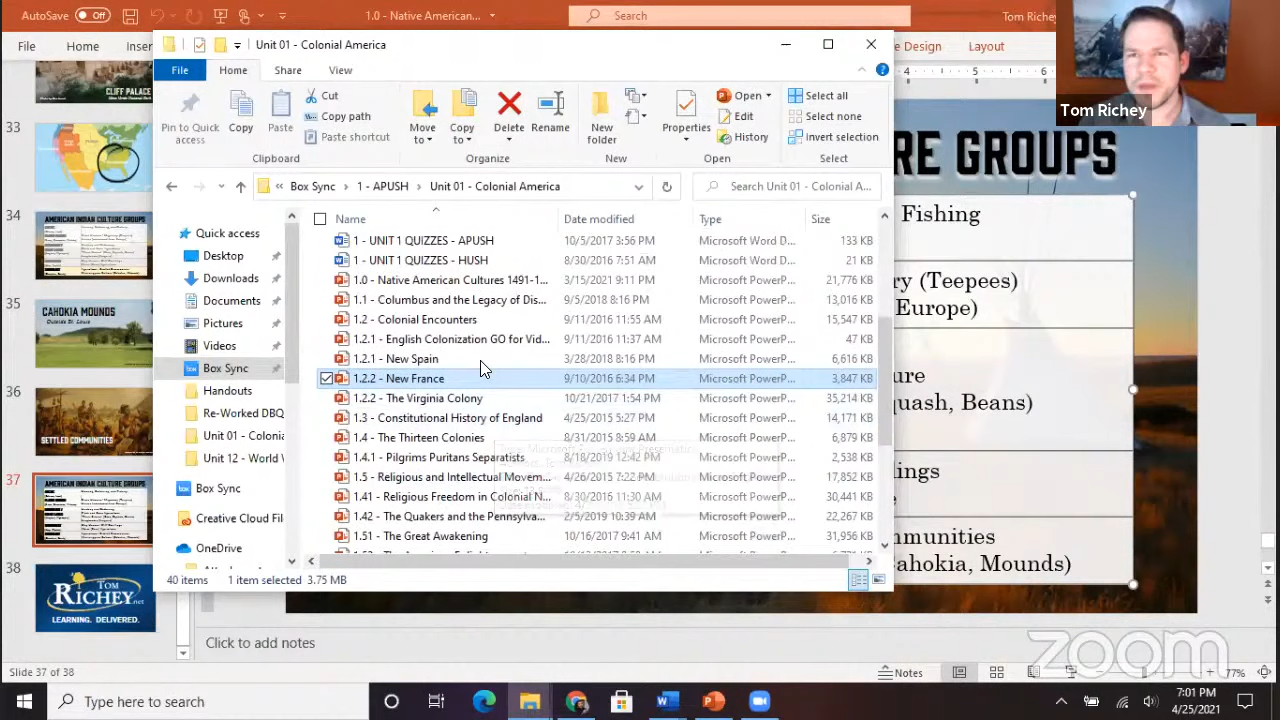 AutoSave Off 1.0 - Native American... Search Tom Richey
File Home Inser e Design Layout
Unit 01 - Colonial America
Tom Richey
File Home Share View
Pin to Quick access
Copy
Paste
Cut
Copy path
Paste shortcut
Clipboard
Move to
Copy to
Delete
Rename
Organize
New folder
New
Properties
Open
Edit
History
Open
Select all
Select none
Invert selection
Select
Box Sync 1 - APUSH Unit 01 - Colonial America
Search Unit 01 - Colonial A...
Name Date modified Type Size
Quick access
Desktop
Downloads
Documents
Pictures
Videos
Box Sync
Handouts
Re-Worked DBQ
Unit 01 - Colonia
Unit 12 - World \
Box Sync
Creative Cloud Fil
OneDrive
1 - UNIT 1 QUIZZES - APUSH 10/5/2017 3:56 PM Microsoft Word D... 133 KB
1 - UNIT 1 QUIZZES - HUSH 8/30/2016 7:51 AM Microsoft Word D... 21 KB
1.0 - Native American Cultures 1491-1... 3/15/2021 9:11 PM Microsoft PowerP... 21,776 KB
1.1 - Columbus and the Legacy of Dis... 9/5/2018 8:16 PM Microsoft PowerP... 13,016 KB
1.2 - Colonial Encounters 9/11/2016 11:55 AM Microsoft PowerP... 15,547 KB
1.2.1 - English Colonization GO for Vid... 9/11/2016 11:37 AM Microsoft PowerP... 47 KB
1.2.1 - New Spain 3/28/2018 8:16 PM Microsoft PowerP... 6,616 KB
1.2.2 - New France 9/10/2016 6:34 PM Microsoft PowerP... 3,847 KB
1.2.2 - The Virginia Colony 10/21/2017 1:54 PM Microsoft PowerP... 35,214 KB
1.3 - Constitutional History of England 4/25/2015 5:27 PM Microsoft PowerP... 14,171 KB
1.4 - The Thirteen Colonies 8/31/2015 8:59 AM Microsoft PowerP... 6,879 KB
1.4.1 - Pilgrims Puritans Separatists 8/18/2019 12:42 PM Microsoft PowerP... 2,538 KB
1.5 - Religious and Intellectual Movem... 4/26/2015 7:22 PM Microsoft PowerP... 17,852 KB
1.41 - Religious Freedom in Colonial N... 8/30/2016 11:30 AM Microsoft PowerP... 30,441 KB
1.42 - The Quakers and the Pennsylva... 2/5/2019 10:39 AM Microsoft PowerP... 22,267 KB
1.51 - The Great Awakening 10/16/2017 9:41 AM Microsoft PowerP... 31,956 KB
40 items 1 item selected 3.75 MB
CLIFF PALACE
33
34
AMERICAN INDIAN CULTURE GROUPS
35
CAHOKIA MOUNDS
Outside St. Louis
36
SETTLED COMMUNITIES
37
AMERICAN INDIAN CULTURE GROUPS
38
TOM RICHEY.net
LEARNING. DELIVERED.
4 5 6
RE GROUPS
Fishing
ry (Teepees)
Europe)
ure
quash, Beans)
dings
e
mmunities
Cahokia, Mounds)
Click to add notes
zoom
Slide 37 of 38 Notes 77%
Type here to search
7:01 PM
4/25/2021